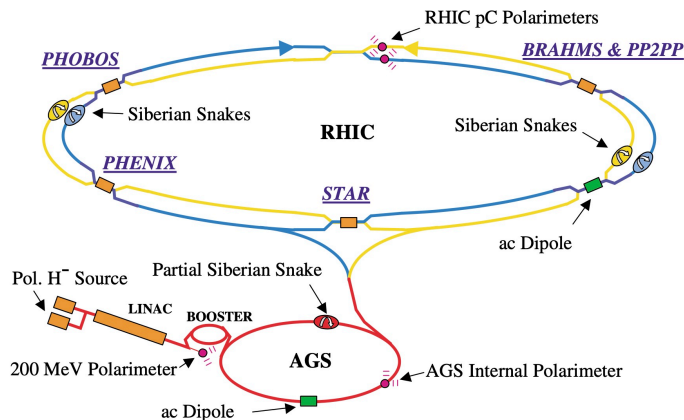 RHIC pC Polarimeters
PHOBOS
BRAHMS & PP2PP
Siberian Snakes
Siberian Snakes
RHIC
PHENIX
STAR
ac Dipole
Partial Siberian Snake
Pol. H⁻ Source
LINAC
BOOSTER
AGS
200 MeV Polarimeter
AGS Internal Polarimeter
ac Dipole